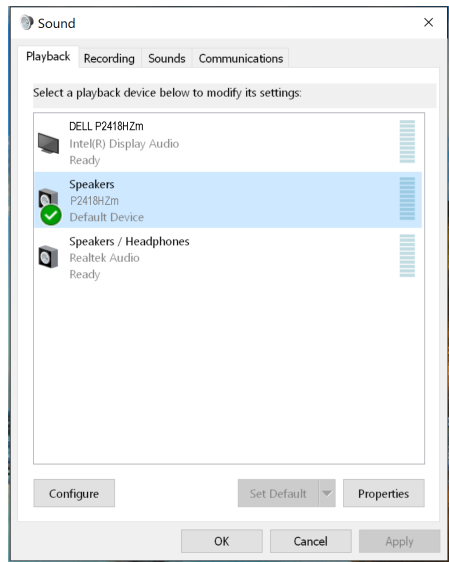 Sound
Playback Recording Sounds Communications
Select a playback device below to modify its settings:
DELL P2418HZm
Intel(R) Display Audio
Ready
Speakers
P2418HZm
Default Device
Speakers / Headphones
Realtek Audio
Ready
Configure Set Default Properties
OK Cancel Apply